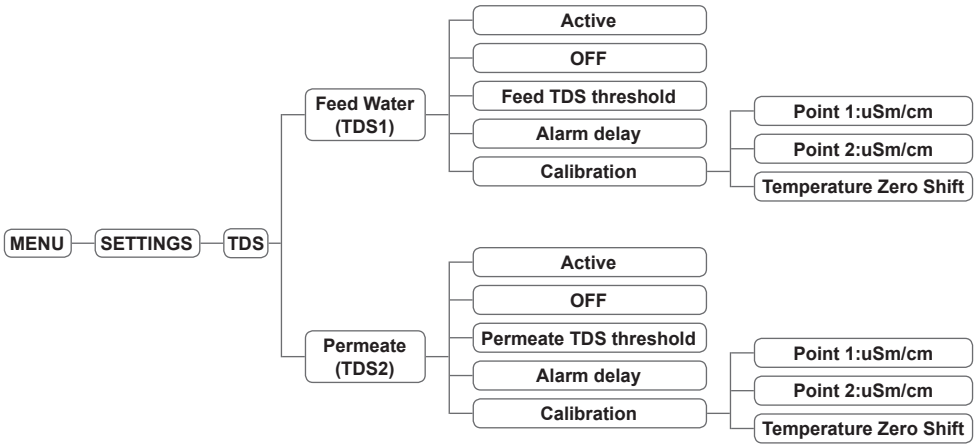 MENU
SETTINGS
TDS
Feed Water
(TDS1)
Active
OFF
Feed TDS threshold
Alarm delay
Calibration
Point 1:uSm/cm
Point 2:uSm/cm
Temperature Zero Shift
Permeate
(TDS2)
Active
OFF
Permeate TDS threshold
Alarm delay
Calibration
Point 1:uSm/cm
Point 2:uSm/cm
Temperature Zero Shift